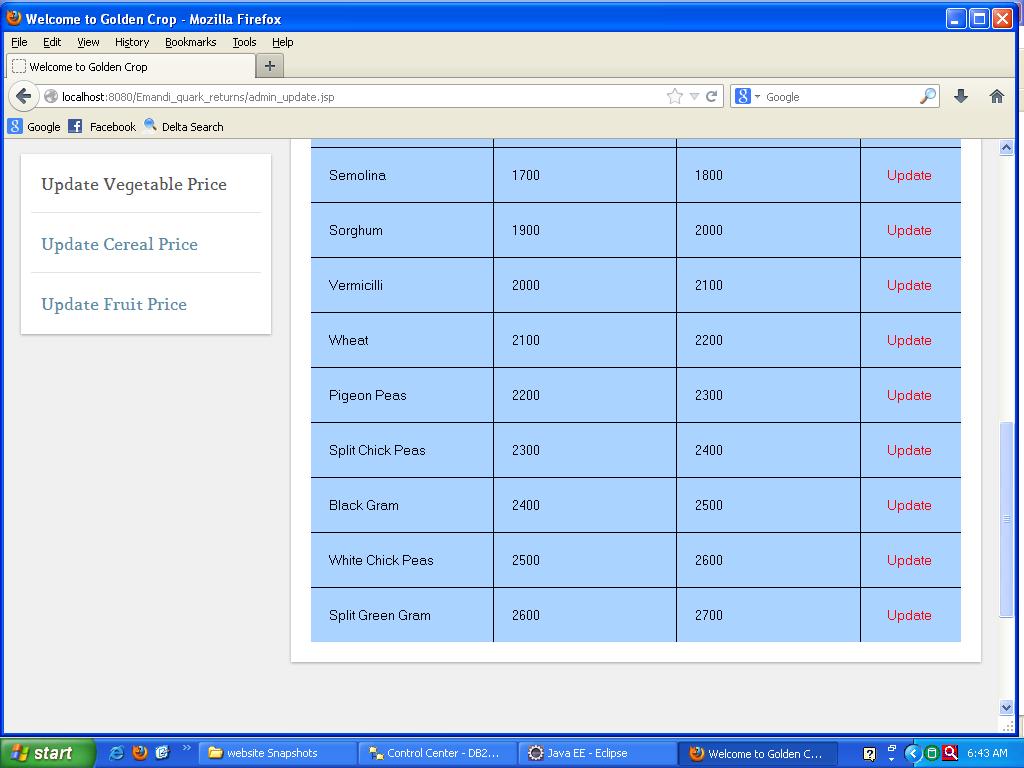 Welcome to Golden Crop - Mozilla Firefox
File Edit View History Bookmarks Tools Help
Welcome to Golden Crop
localhost:8080/Emandi_quark_returns/admin_update.jsp Google
Google Facebook Delta Search
Update Vegetable Price
Update Cereal Price
Update Fruit Price
Semolina 1700 1800 Update
Sorghum 1900 2000 Update
Vermicilli 2000 2100 Update
Wheat 2100 2200 Update
Pigeon Peas 2200 2300 Update
Split Chick Peas 2300 2400 Update
Black Gram 2400 2500 Update
White Chick Peas 2500 2600 Update
Split Green Gram 2600 2700 Update
start website Snapshots Control Center - DB2... Java EE - Eclipse Welcome to Golden C... 6:43 AM